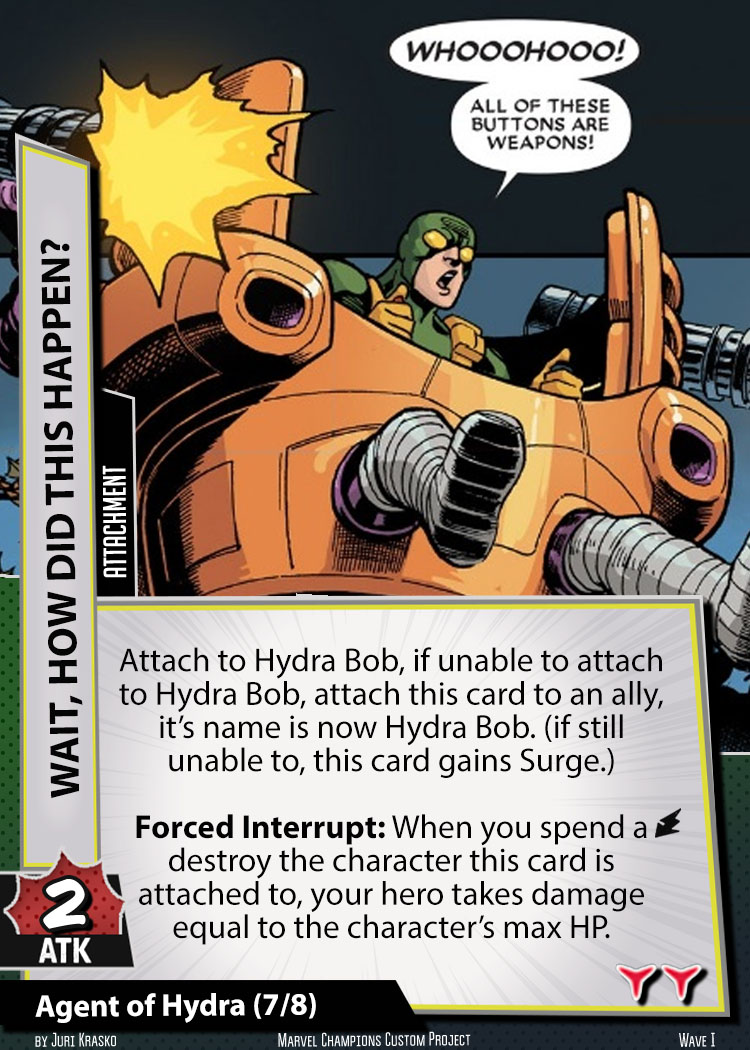 WHOOOHOOO!
ALL OF THESE
BUTTONS ARE
WEAPONS!
WAIT, HOW DID THIS HAPPEN?
ATTACHMENT
Attach to Hydra Bob, if unable to attach
to Hydra Bob, attach this card to an ally,
it’s name is now Hydra Bob. (if still
unable to, this card gains Surge.)
Forced Interrupt: When you spend a
destroy the character this card is
attached to, your hero takes damage
equal to the character’s max HP.
2
ATK
Agent of Hydra (7/8)
by Juri Krasko
Marvel Champions Custom Project
Wave I